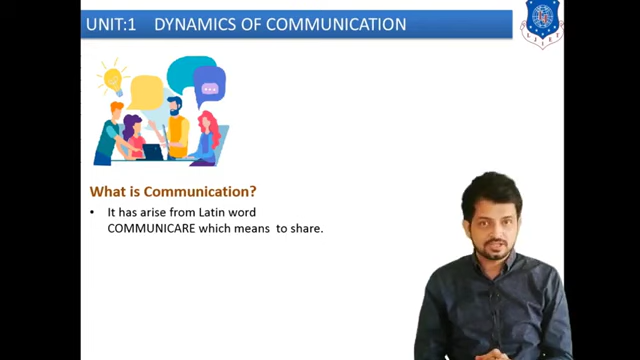 UNIT:1 DYNAMICS OF COMMUNICATION
What is Communication?
• It has arise from Latin word
COMMUNICARE which means to share.